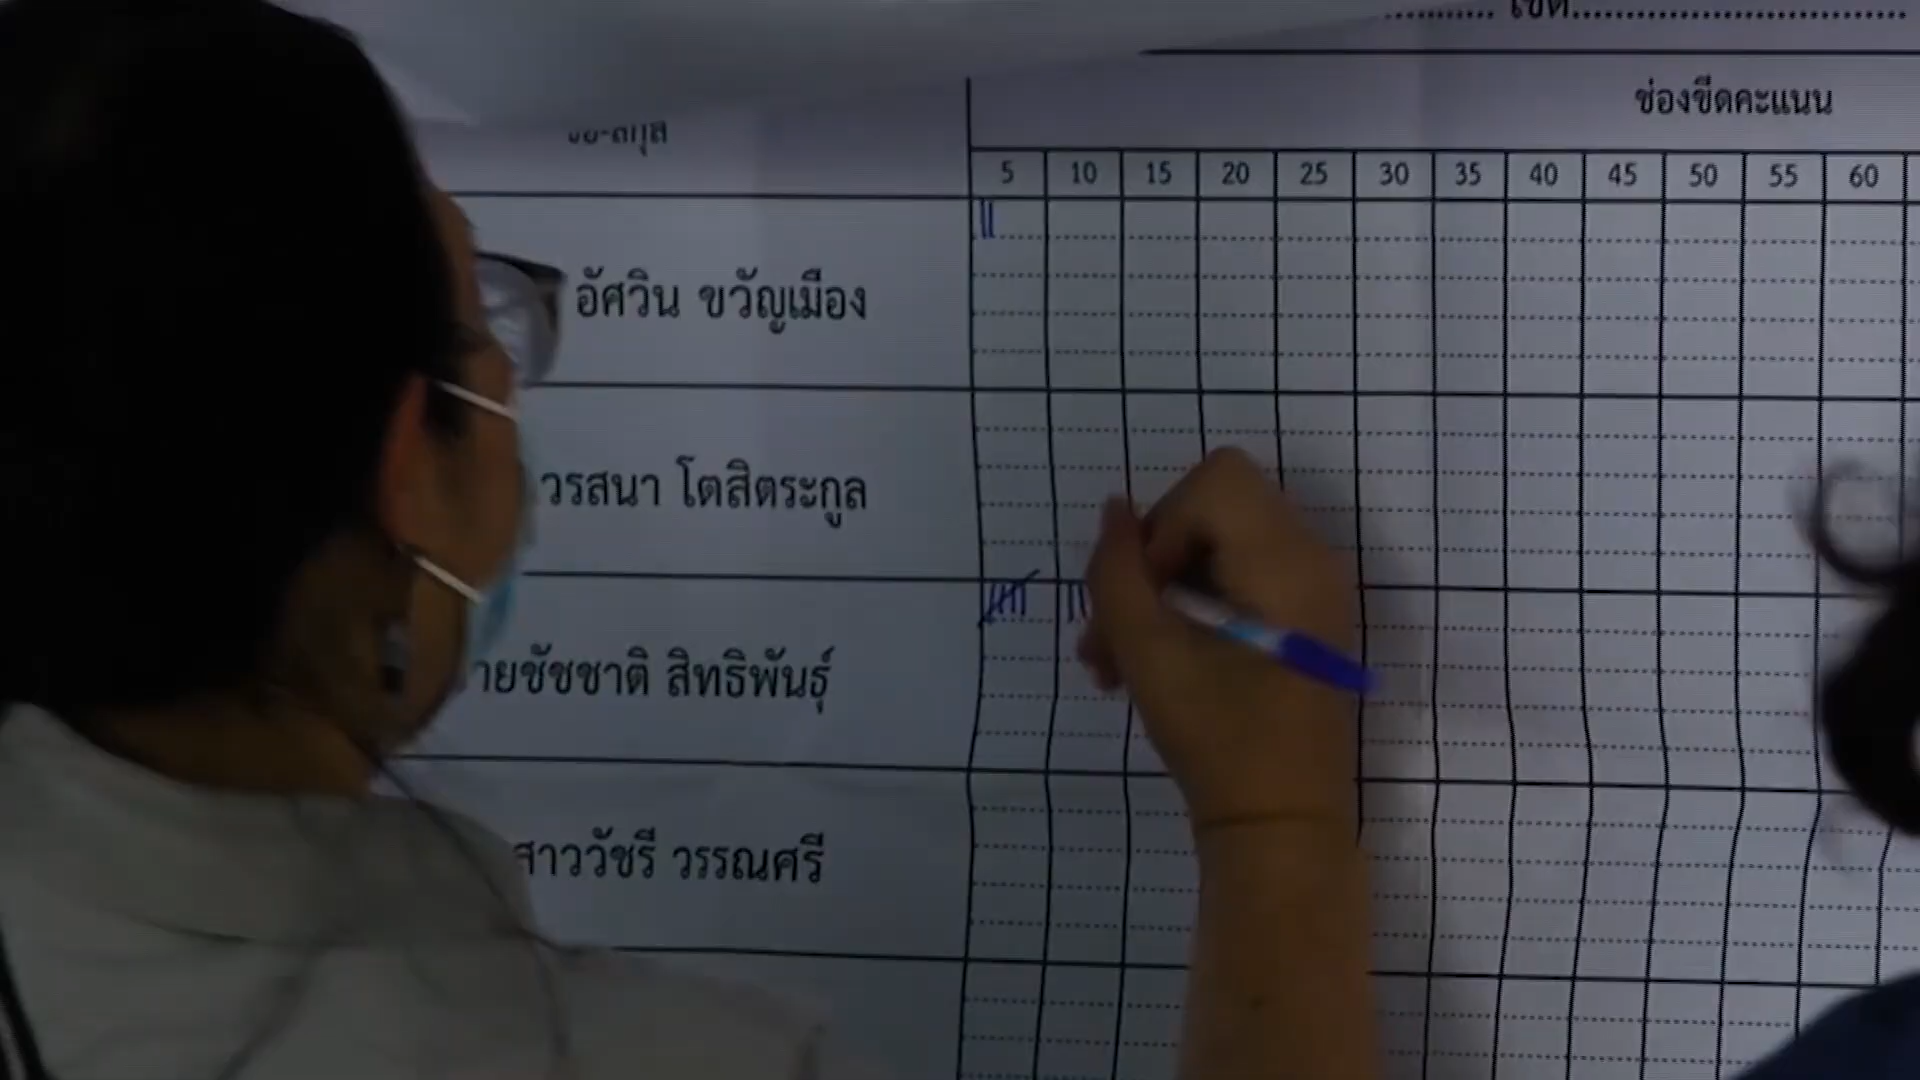 เขต
ช่องขีดคะแนน
5 10 15 20 25 30 35 40 45 50 55 60
อัศวิน ขวัญเมือง
วรสนา โตสิตระกูล
ายชัชชาติ สิทธิพันธุ์
สาววัชรี วรรณศรี